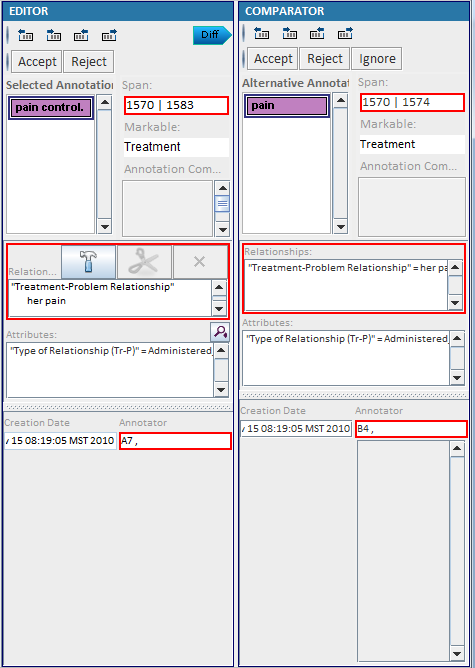 EDITOR
Diff
Accept Reject
Selected Annotation
pain control.
Span:
1570 | 1583
Markable:
Treatment
Annotation Com...
Relation...
"Treatment-Problem Relationship"
her pain
Attributes:
"Type of Relationship (Tr-P)" = Administered
Creation Date
15 08:19:05 MST 2010
Annotator
A7 ,
COMPARATOR
Accept Reject Ignore
Alternative Annotat
pain
Span:
1570 | 1574
Markable:
Treatment
Annotation Com...
Relationships:
"Treatment-Problem Relationship" = her pa
Attributes:
"Type of Relationship (Tr-P)" = Administered
Creation Date
15 08:19:05 MST 2010
Annotator
B4 ,